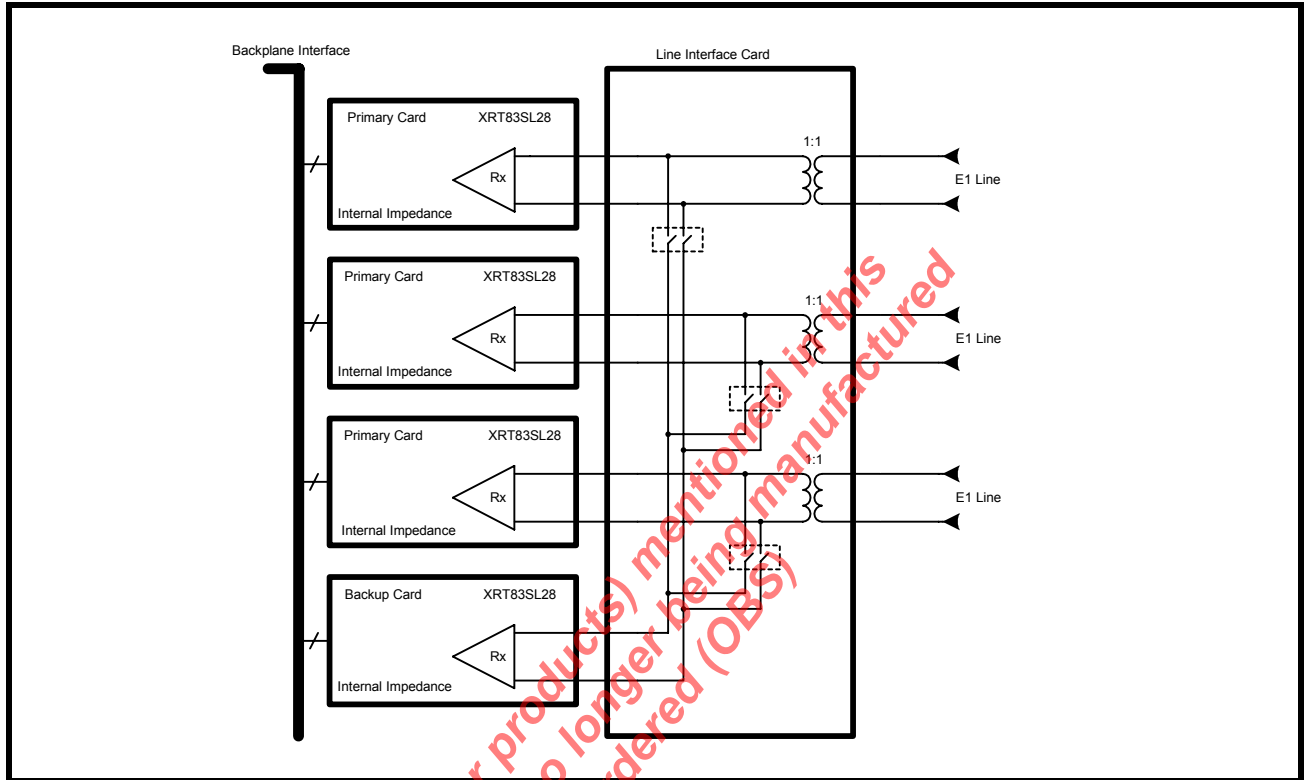 Backplane Interface
Line Interface Card
Primary Card XRT83SL28
Rx
Internal Impedance
1:1
E1 Line
Primary Card XRT83SL28
Rx
Internal Impedance
1:1
E1 Line
Primary Card XRT83SL28
Rx
Internal Impedance
1:1
E1 Line
Backup Card XRT83SL28
Rx
Internal Impedance
products) mentioned in this
longer being manufactured
(OBS)